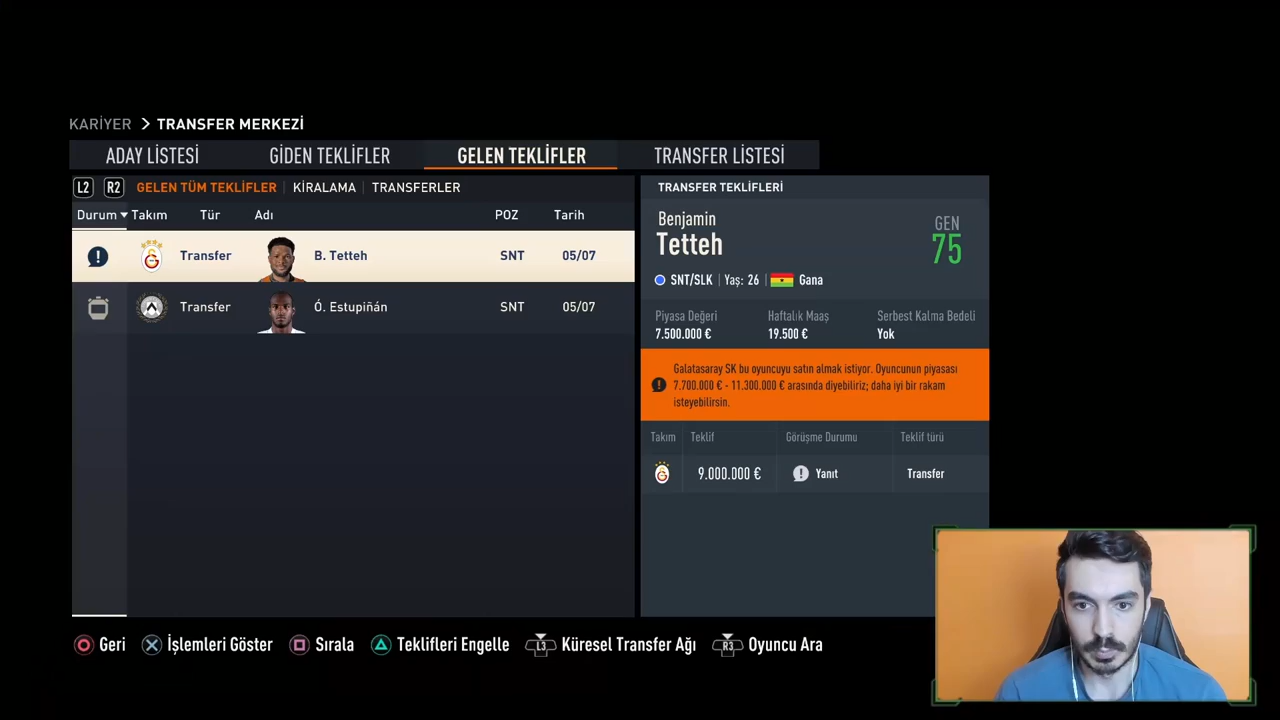 KARİYER > TRANSFER MERKEZİ
ADAY LİSTESİ GİDEN TEKLİFLER GELEN TEKLİFLER TRANSFER LİSTESİ
L2 R2 GELEN TÜM TEKLİFLER KİRALAMA TRANSFERLER
Durum Takım Tür Adı POZ Tarih
Transfer B. Tetteh SNT 05/07
Transfer Ó. Estupiñán SNT 05/07
TRANSFER TEKLİFLERİ
Benjamin
Tetteh
GEN
75
SNT/SLK Yaş: 26 Gana
Piyasa Değeri Haftalık Maaş Serbest Kalma Bedeli
7.500.000 € 19.500 € Yok
Galatasaray SK bu oyuncuyu satın almak istiyor. Oyuncunun piyasası
7.700.000 € - 11.300.000 € arasında diyebiliriz; daha iyi bir rakam
isteyebilirsin.
Takım Teklif Görüşme Durumu Teklif türü
9.000.000 € Yanıt Transfer
Geri İşlemleri Göster Sırala Teklifleri Engelle L3 Küresel Transfer Ağı R3 Oyuncu Ara